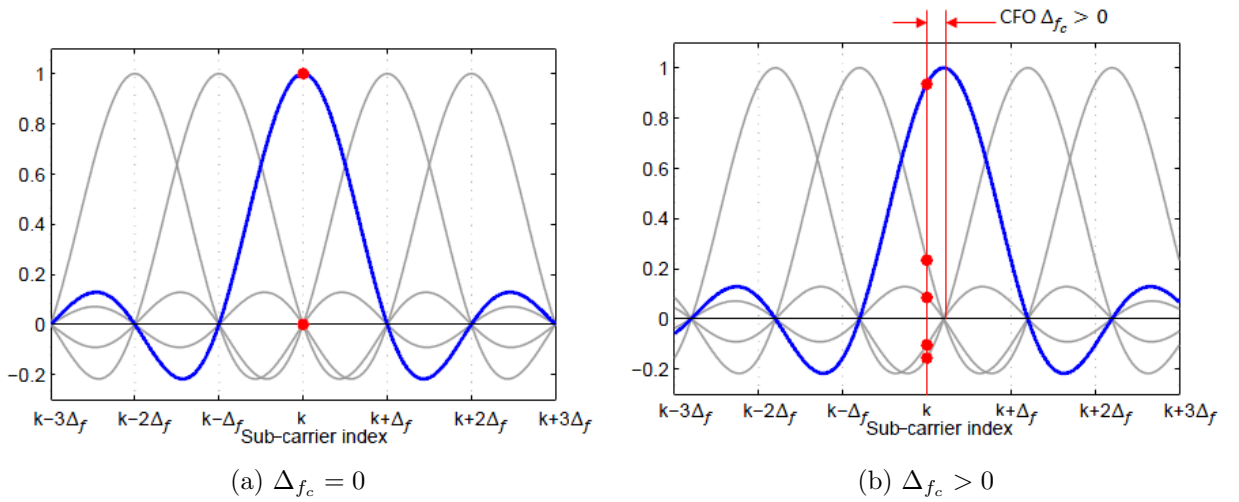 1
0.8
0.6
0.4
0.2
0
−0.2
k−3Δf k−2Δf k−Δf k k+Δf k+2Δf k+3Δf
Sub-carrier index
(a) Δfc = 0
CFO Δfc > 0
1
0.8
0.6
0.4
0.2
0
−0.2
k−3Δf k−2Δf k−Δf k k+Δf k+2Δf k+3Δf
Sub-carrier index
(b) Δfc > 0